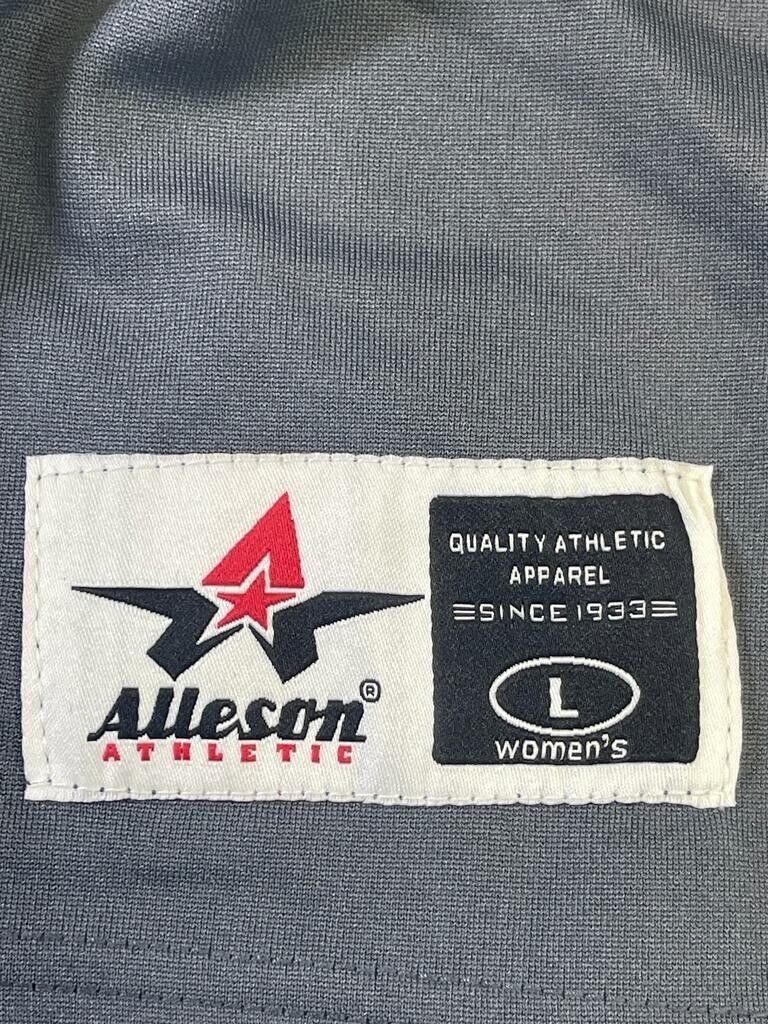 Alleson®
ATHLETIC
QUALITY ATHLETIC
APPAREL
SINCE 1933
L
women's